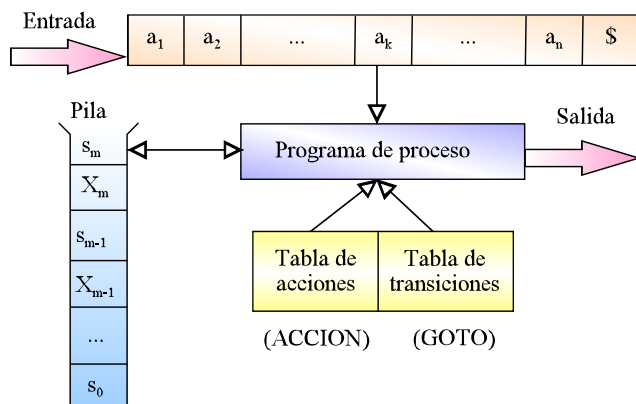 Entrada
a1 a2 ... ak ... an $
Pila
Salida
sm
Programa de proceso
Xm
sm-1
Tabla de acciones
Tabla de transiciones
Xm-1
(ACCION) (GOTO)
...
s0